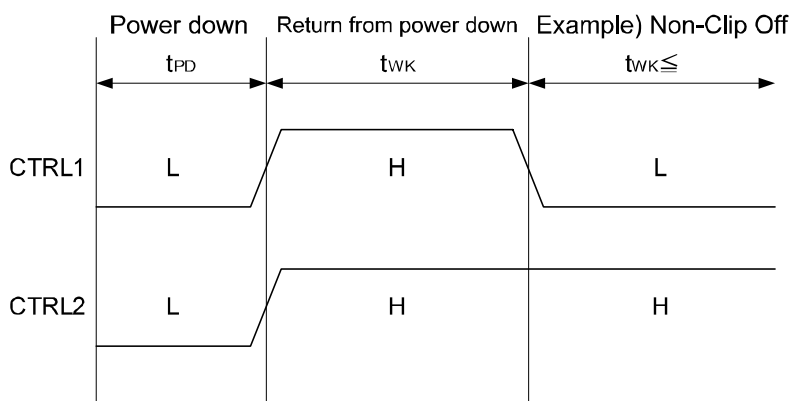 Power down Return from power down Example) Non-Clip Off
tPD tWK tWK≦
CTRL1 L H L
CTRL2 L H H